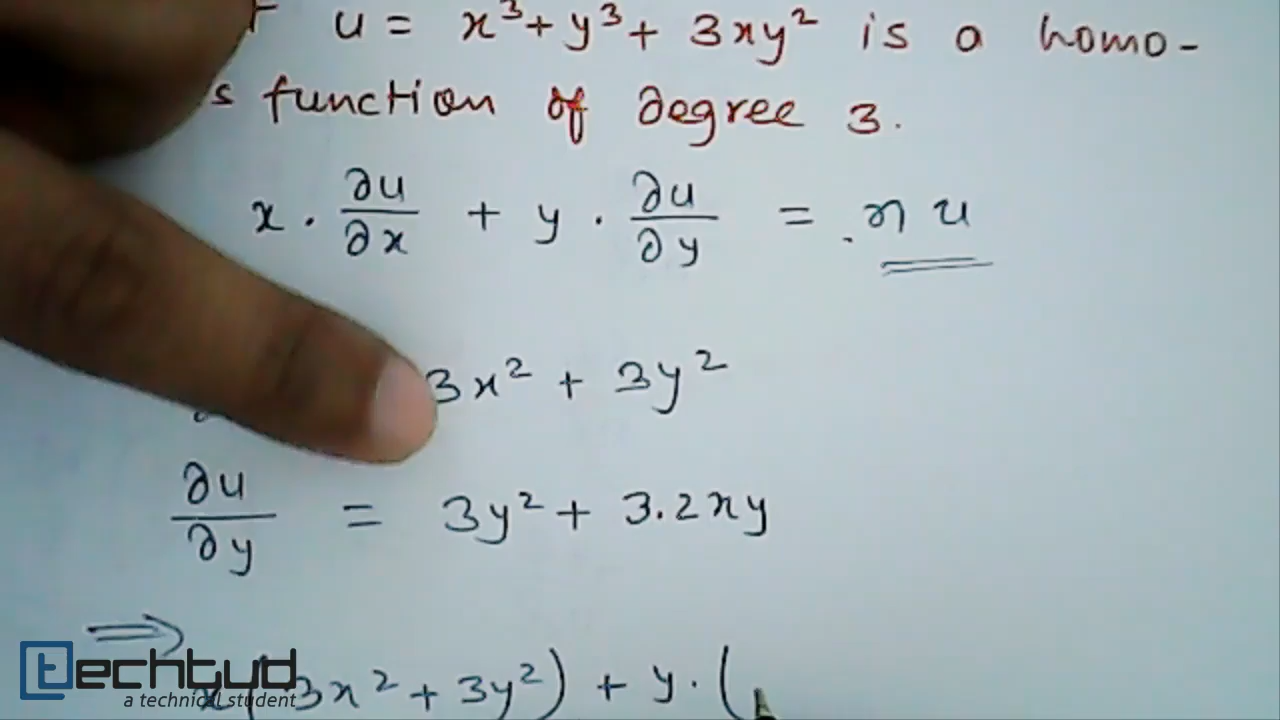 u = x³ + y³ + 3xy² is a homo-
s function of degree 3.
x . ∂u/∂x + y . ∂u/∂y = n u
3x² + 3y²
∂u/∂y = 3y² + 3.2xy
⇒
x ( 3x² + 3y² ) + y . (
techtud
a technical student